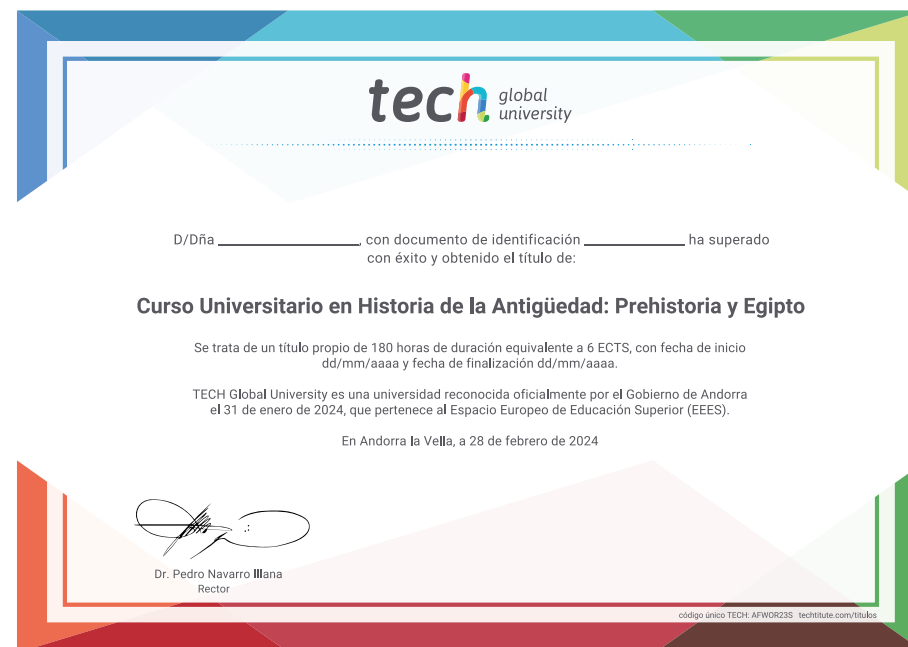 tech global university
D/Dña ________________, con documento de identificación ____________ ha superado
con éxito y obtenido el título de:
Curso Universitario en Historia de la Antigüedad: Prehistoria y Egipto
Se trata de un título propio de 180 horas de duración equivalente a 6 ECTS, con fecha de inicio
dd/mm/aaaa y fecha de finalización dd/mm/aaaa.
TECH Global University es una universidad reconocida oficialmente por el Gobierno de Andorra
el 31 de enero de 2024, que pertenece al Espacio Europeo de Educación Superior (EEES).
En Andorra la Vella, a 28 de febrero de 2024
Dr. Pedro Navarro Illana
Rector
código único TECH: AFWOR23S techtitute.com/titulos